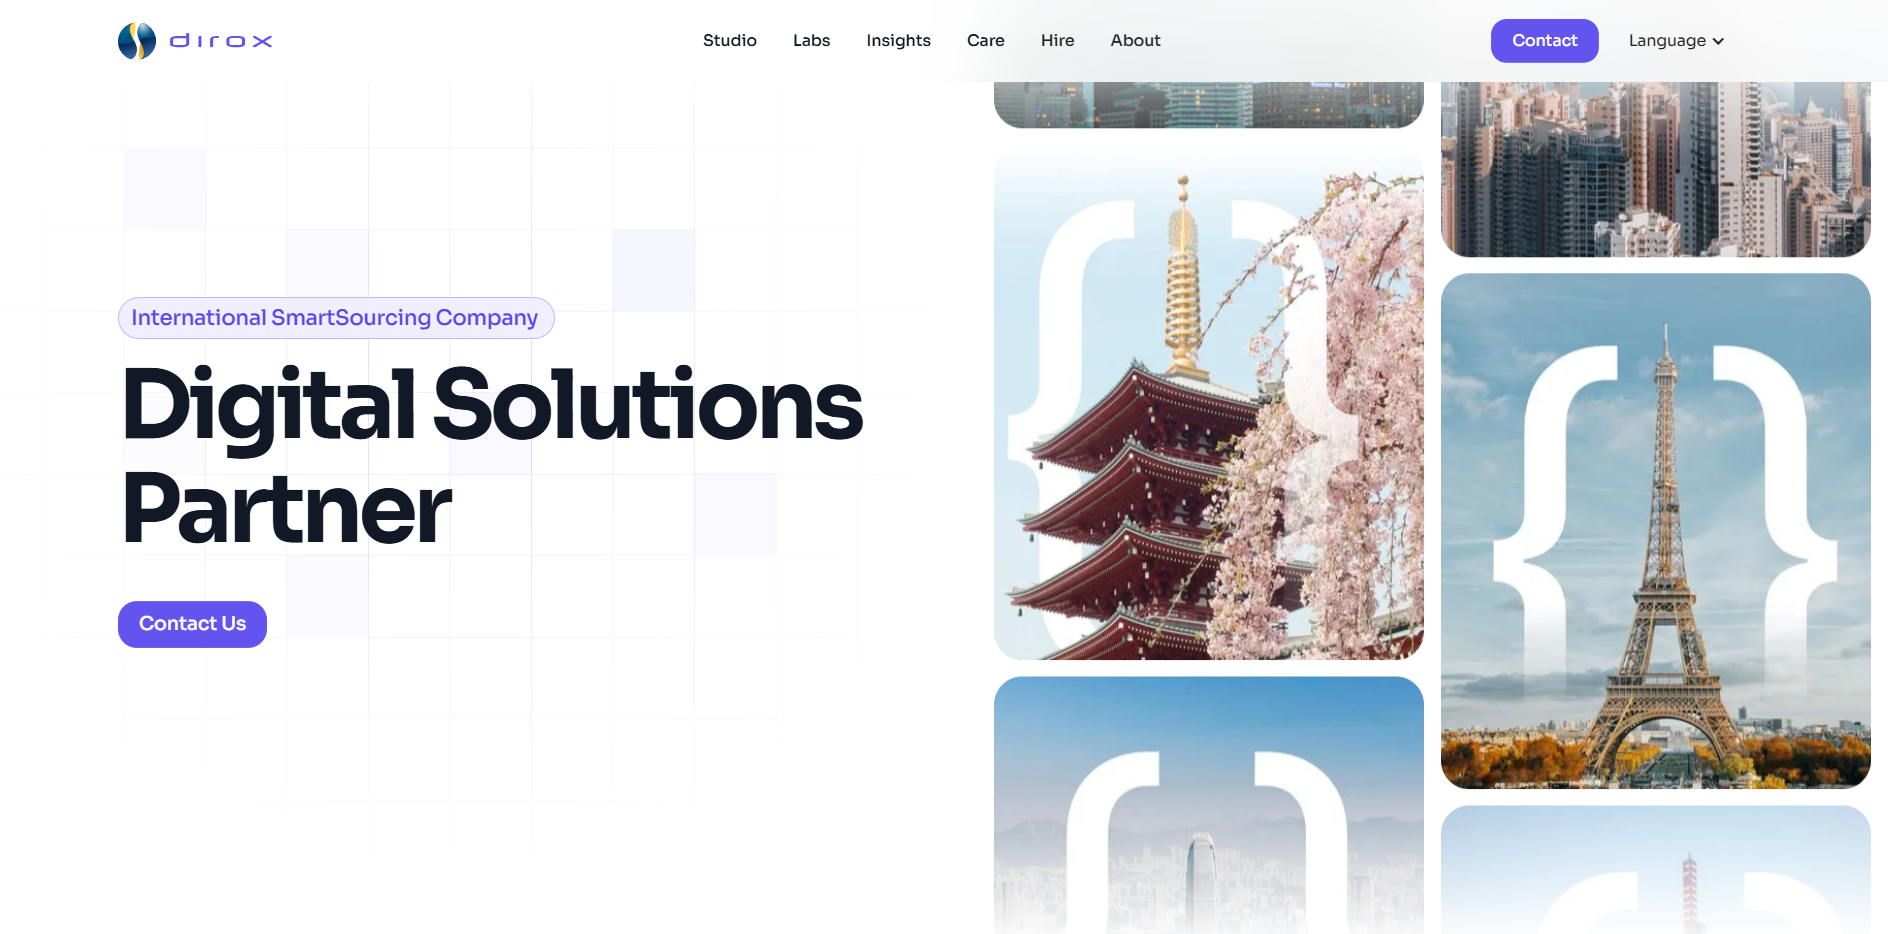 dirox
Studio Labs Insights Care Hire About
Contact
Language
International SmartSourcing Company
Digital Solutions
Partner
Contact Us